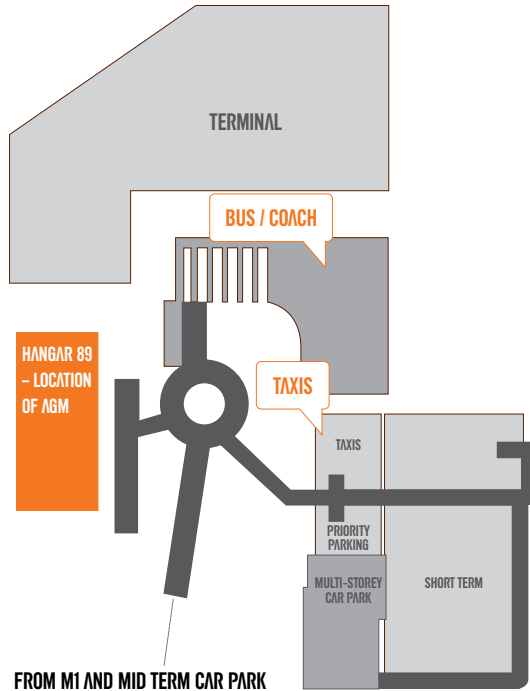 TERMINAL
BUS / COACH
HANGAR 89
– LOCATION
OF AGM
TAXIS
TAXIS
PRIORITY
PARKING
MULTI-STOREY
CAR PARK
SHORT TERM
FROM M1 AND MID TERM CAR PARK